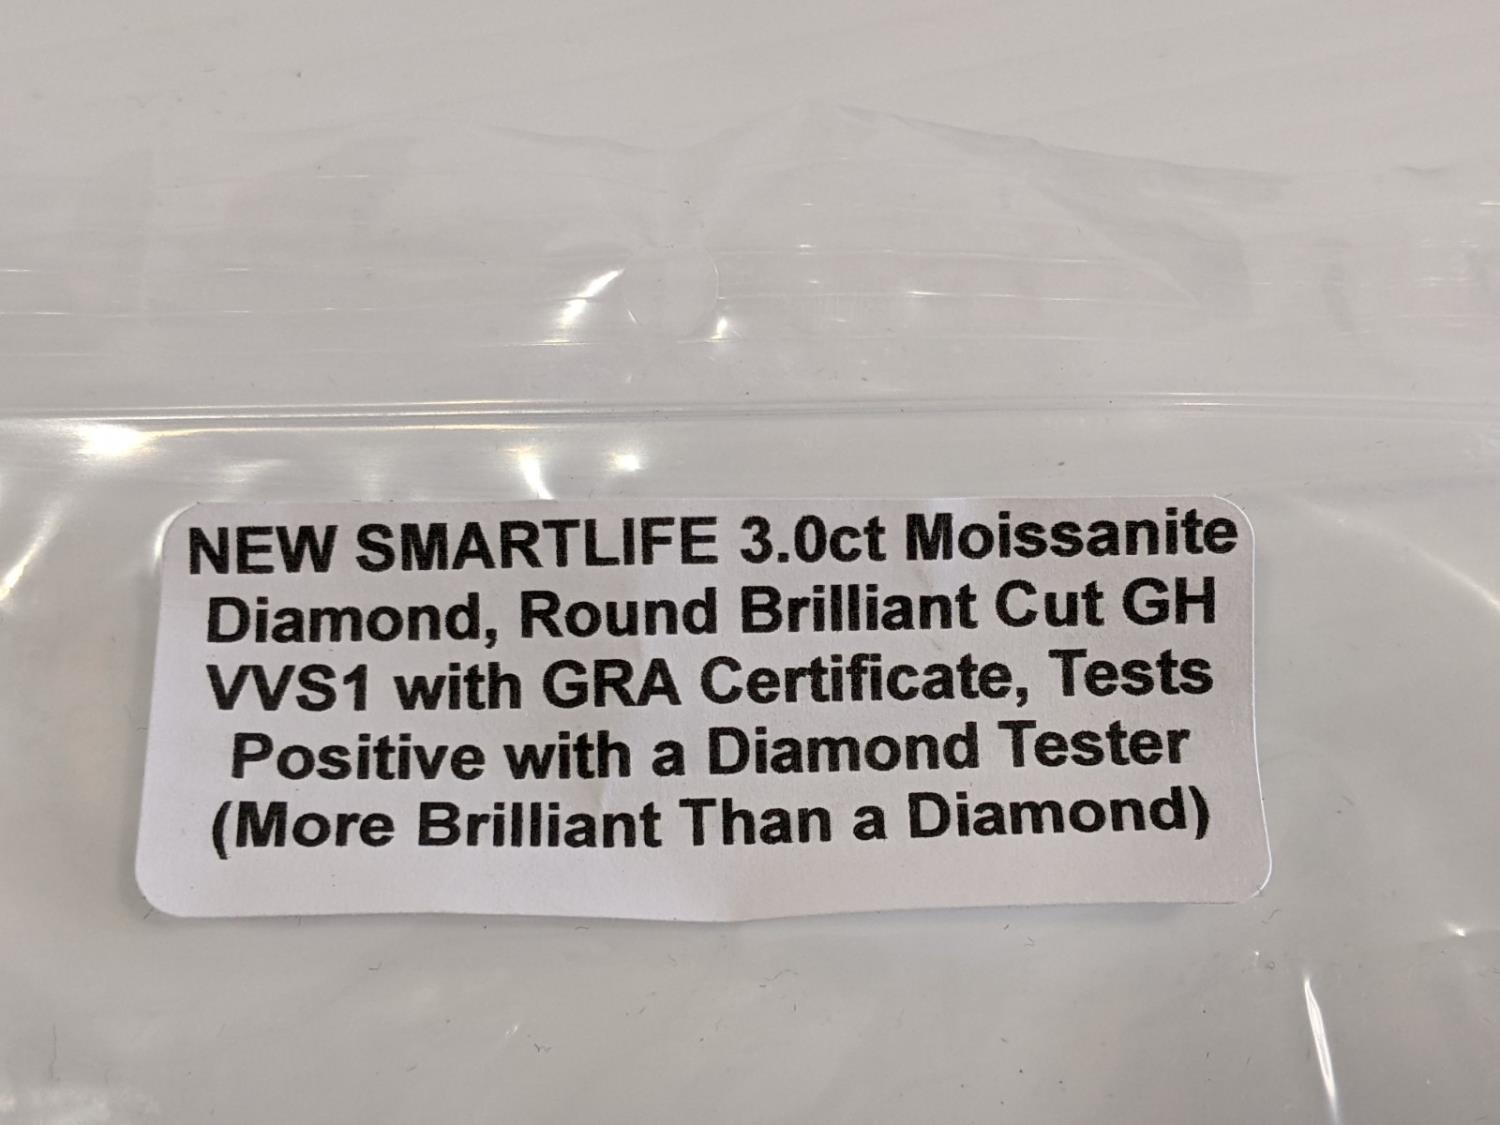 NEW SMARTLIFE 3.0ct Moissanite
Diamond, Round Brilliant Cut GH
VVS1 with GRA Certificate, Tests
Positive with a Diamond Tester
(More Brilliant Than a Diamond)